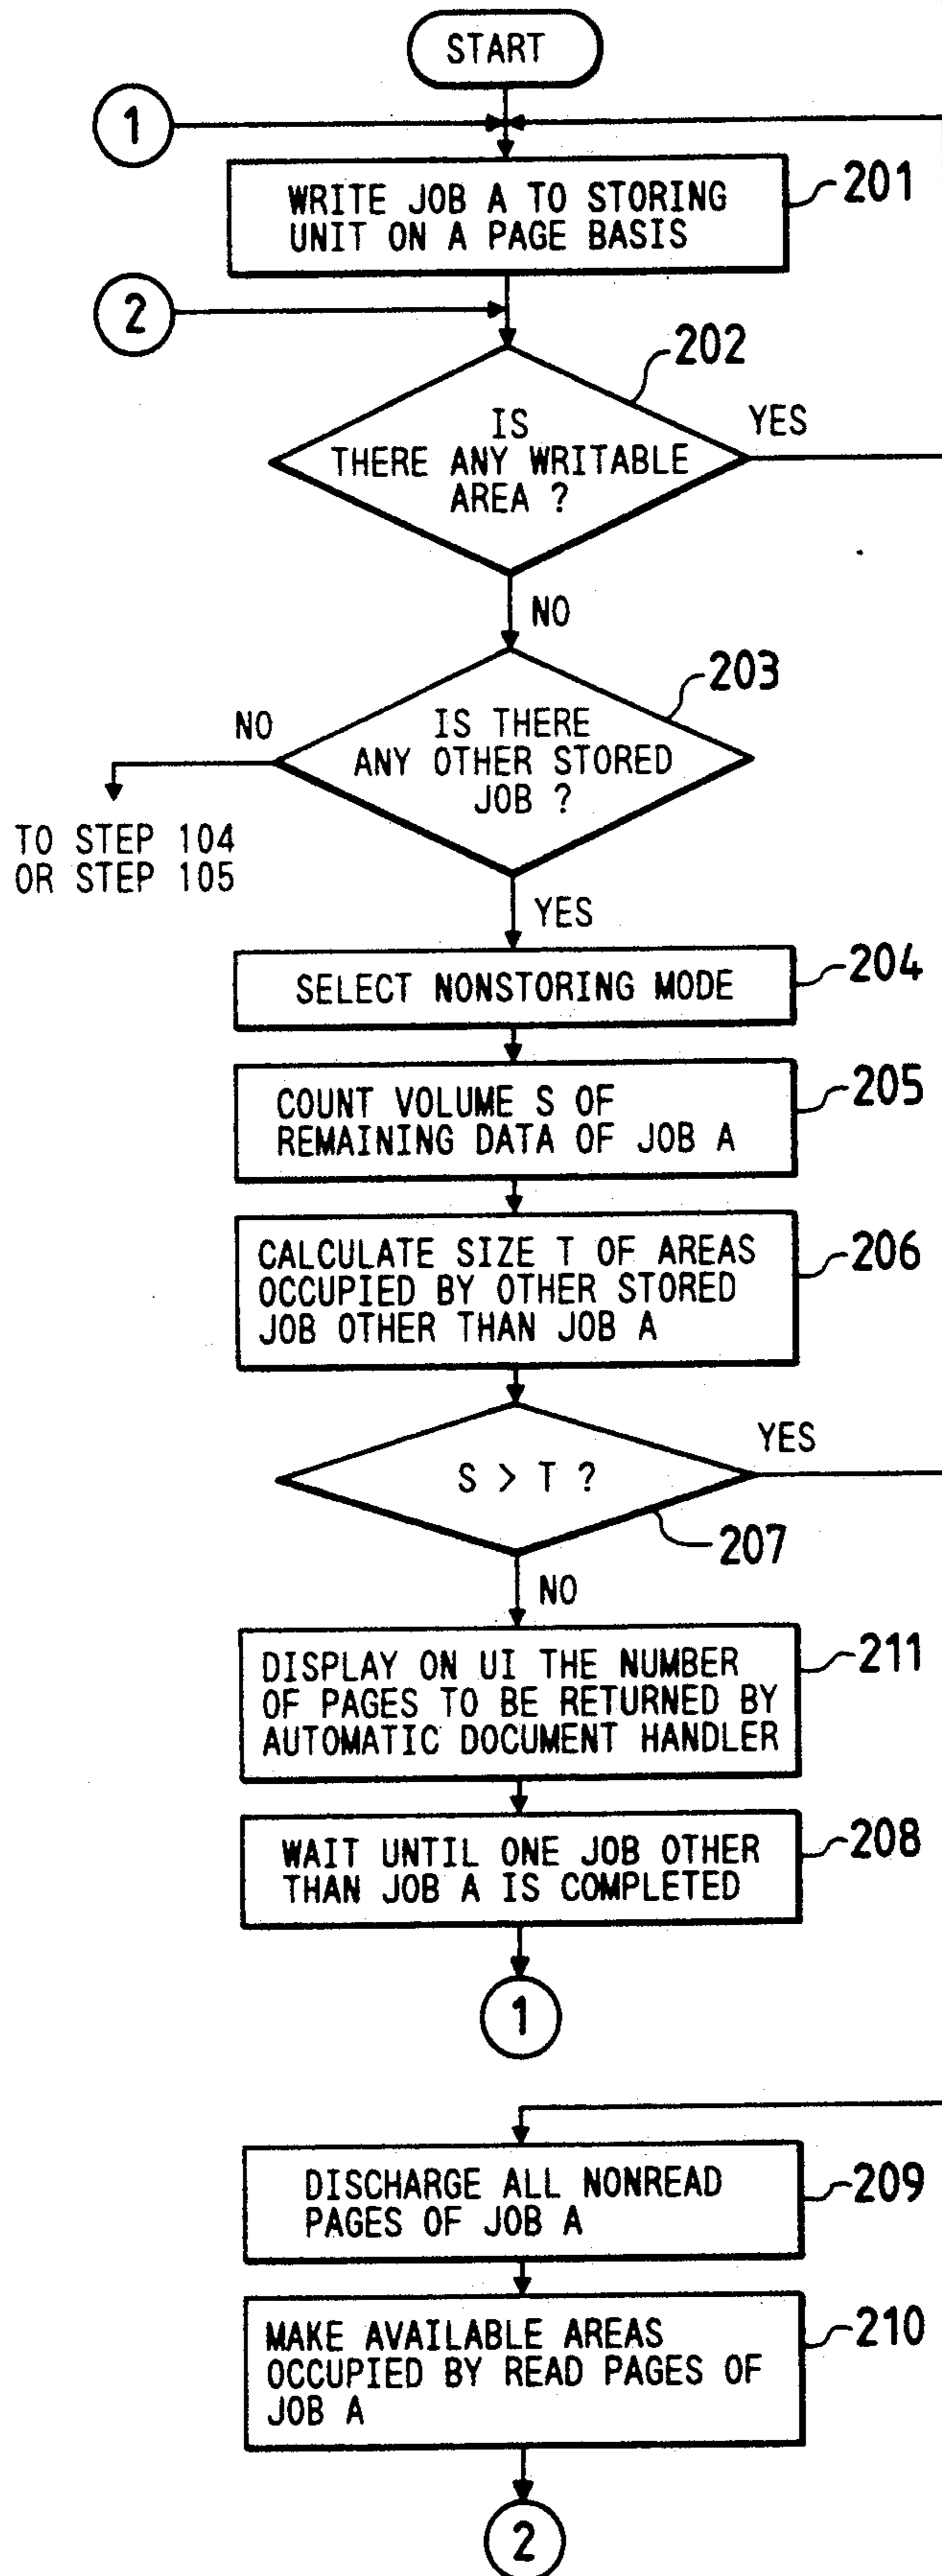 START
1
WRITE JOB A TO STORING
UNIT ON A PAGE BASIS
201
2
202
IS
THERE ANY WRITABLE
AREA ?
YES
NO
203
IS THERE
ANY OTHER STORED
JOB ?
NO
TO STEP 104
OR STEP 105
YES
SELECT NONSTORING MODE
204
COUNT VOLUME S OF
REMAINING DATA OF JOB A
205
CALCULATE SIZE T OF AREAS
OCCUPIED BY OTHER STORED
JOB OTHER THAN JOB A
206
S > T ?
YES
207
NO
DISPLAY ON UI THE NUMBER
OF PAGES TO BE RETURNED BY
AUTOMATIC DOCUMENT HANDLER
211
WAIT UNTIL ONE JOB OTHER
THAN JOB A IS COMPLETED
208
1
DISCHARGE ALL NONREAD
PAGES OF JOB A
209
MAKE AVAILABLE AREAS
OCCUPIED BY READ PAGES OF
JOB A
210
2